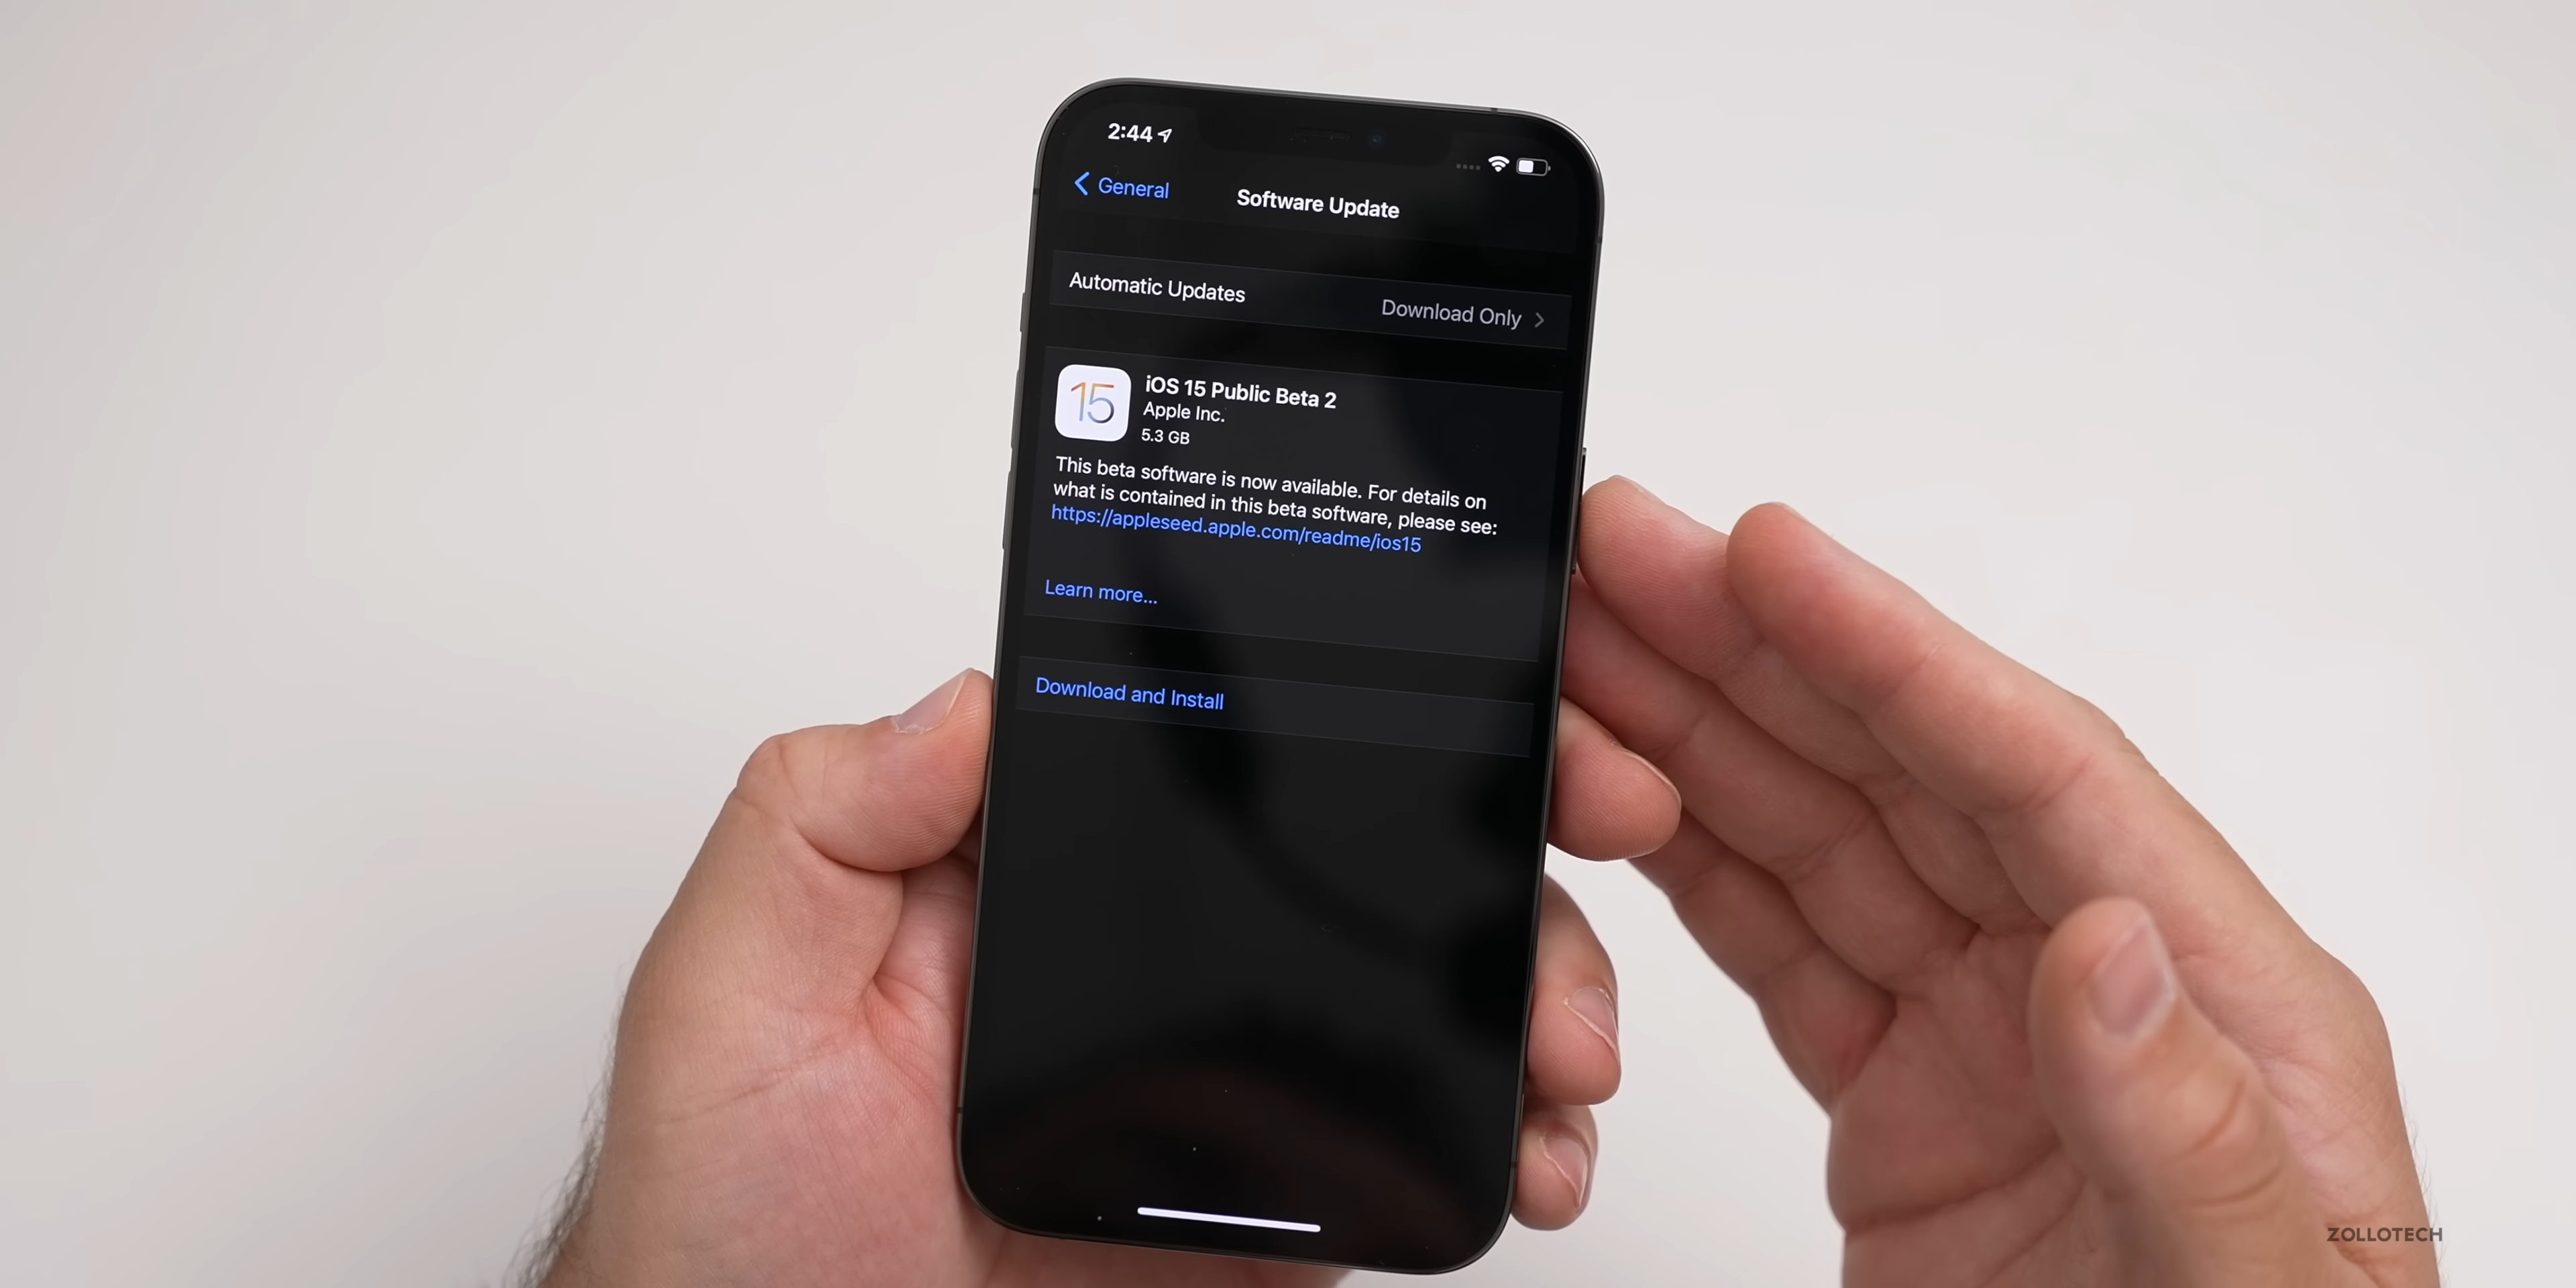 2:44
General
Software Update
Automatic Updates
Download Only
15
iOS 15 Public Beta 2
Apple Inc.
5.3 GB
This beta software is now available. For details on
what is contained in this beta software, please see:
https://appleseed.apple.com/readme/ios15
Learn more...
Download and Install
ZOLLOTECH